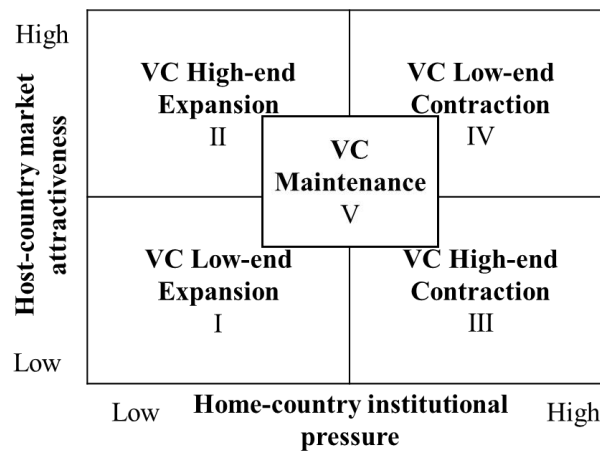 High
Host-country market
attractiveness
Low
VC High-end
Expansion
II
VC Low-end
Contraction
IV
VC
Maintenance
V
VC Low-end
Expansion
I
VC High-end
Contraction
III
Low
Home-country institutional
pressure
High